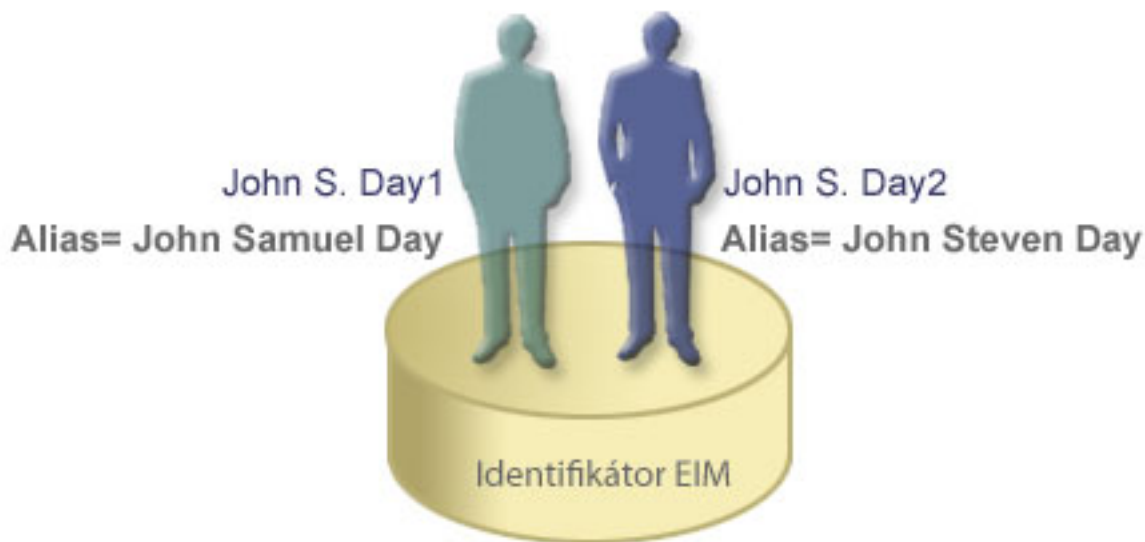 John S. Day1
Alias= John Samuel Day
John S. Day2
Alias= John Steven Day
Identifikátor EIM